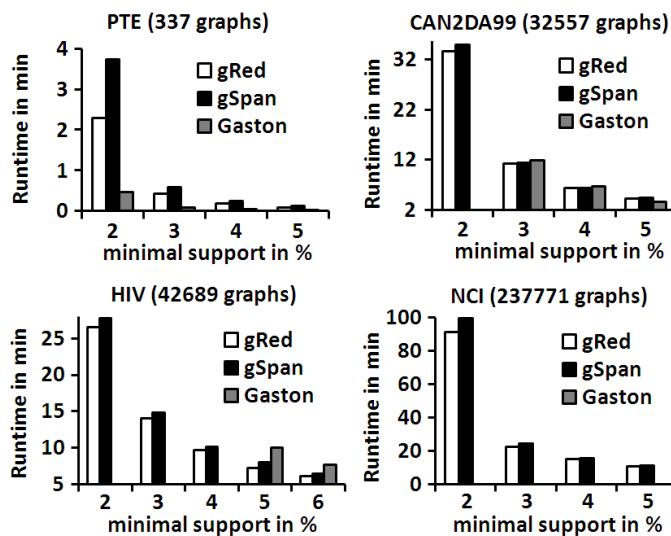 PTE (337 graphs)
Runtime in min
4
3
2
1
0
gRed
gSpan
Gaston
2 3 4 5
minimal support in %
CAN2DA99 (32557 graphs)
Runtime in min
32
22
12
2
gRed
gSpan
Gaston
2 3 4 5
minimal support in %
HIV (42689 graphs)
Runtime in min
25
20
15
10
5
gRed
gSpan
Gaston
2 3 4 5 6
minimal support in %
NCI (237771 graphs)
Runtime in min
100
80
60
40
20
0
gRed
gSpan
Gaston
2 3 4 5
minimal support in %